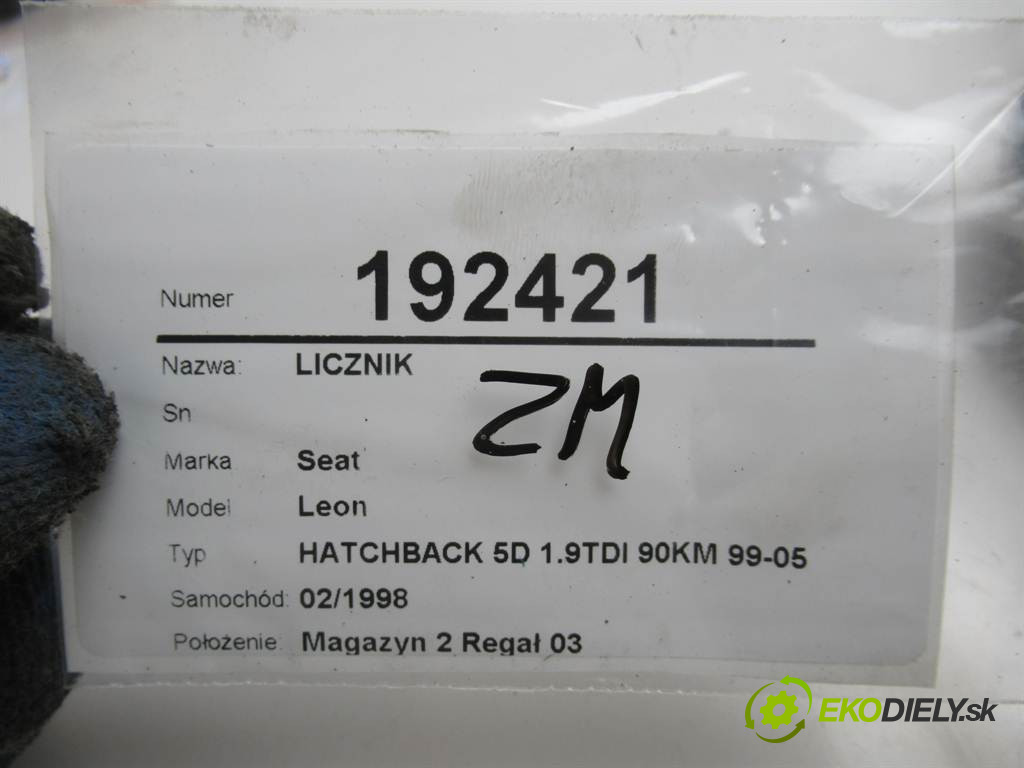 Numer 192421
Nazwa: LICZNIK
ZM
Sn
Marka Seat
Model Leon
Typ HATCHBACK 5D 1.9TDI 90KM 99-05
Samochód: 02/1998
Położenie: Magazyn 2 Regał 03
EKODIELY.sk